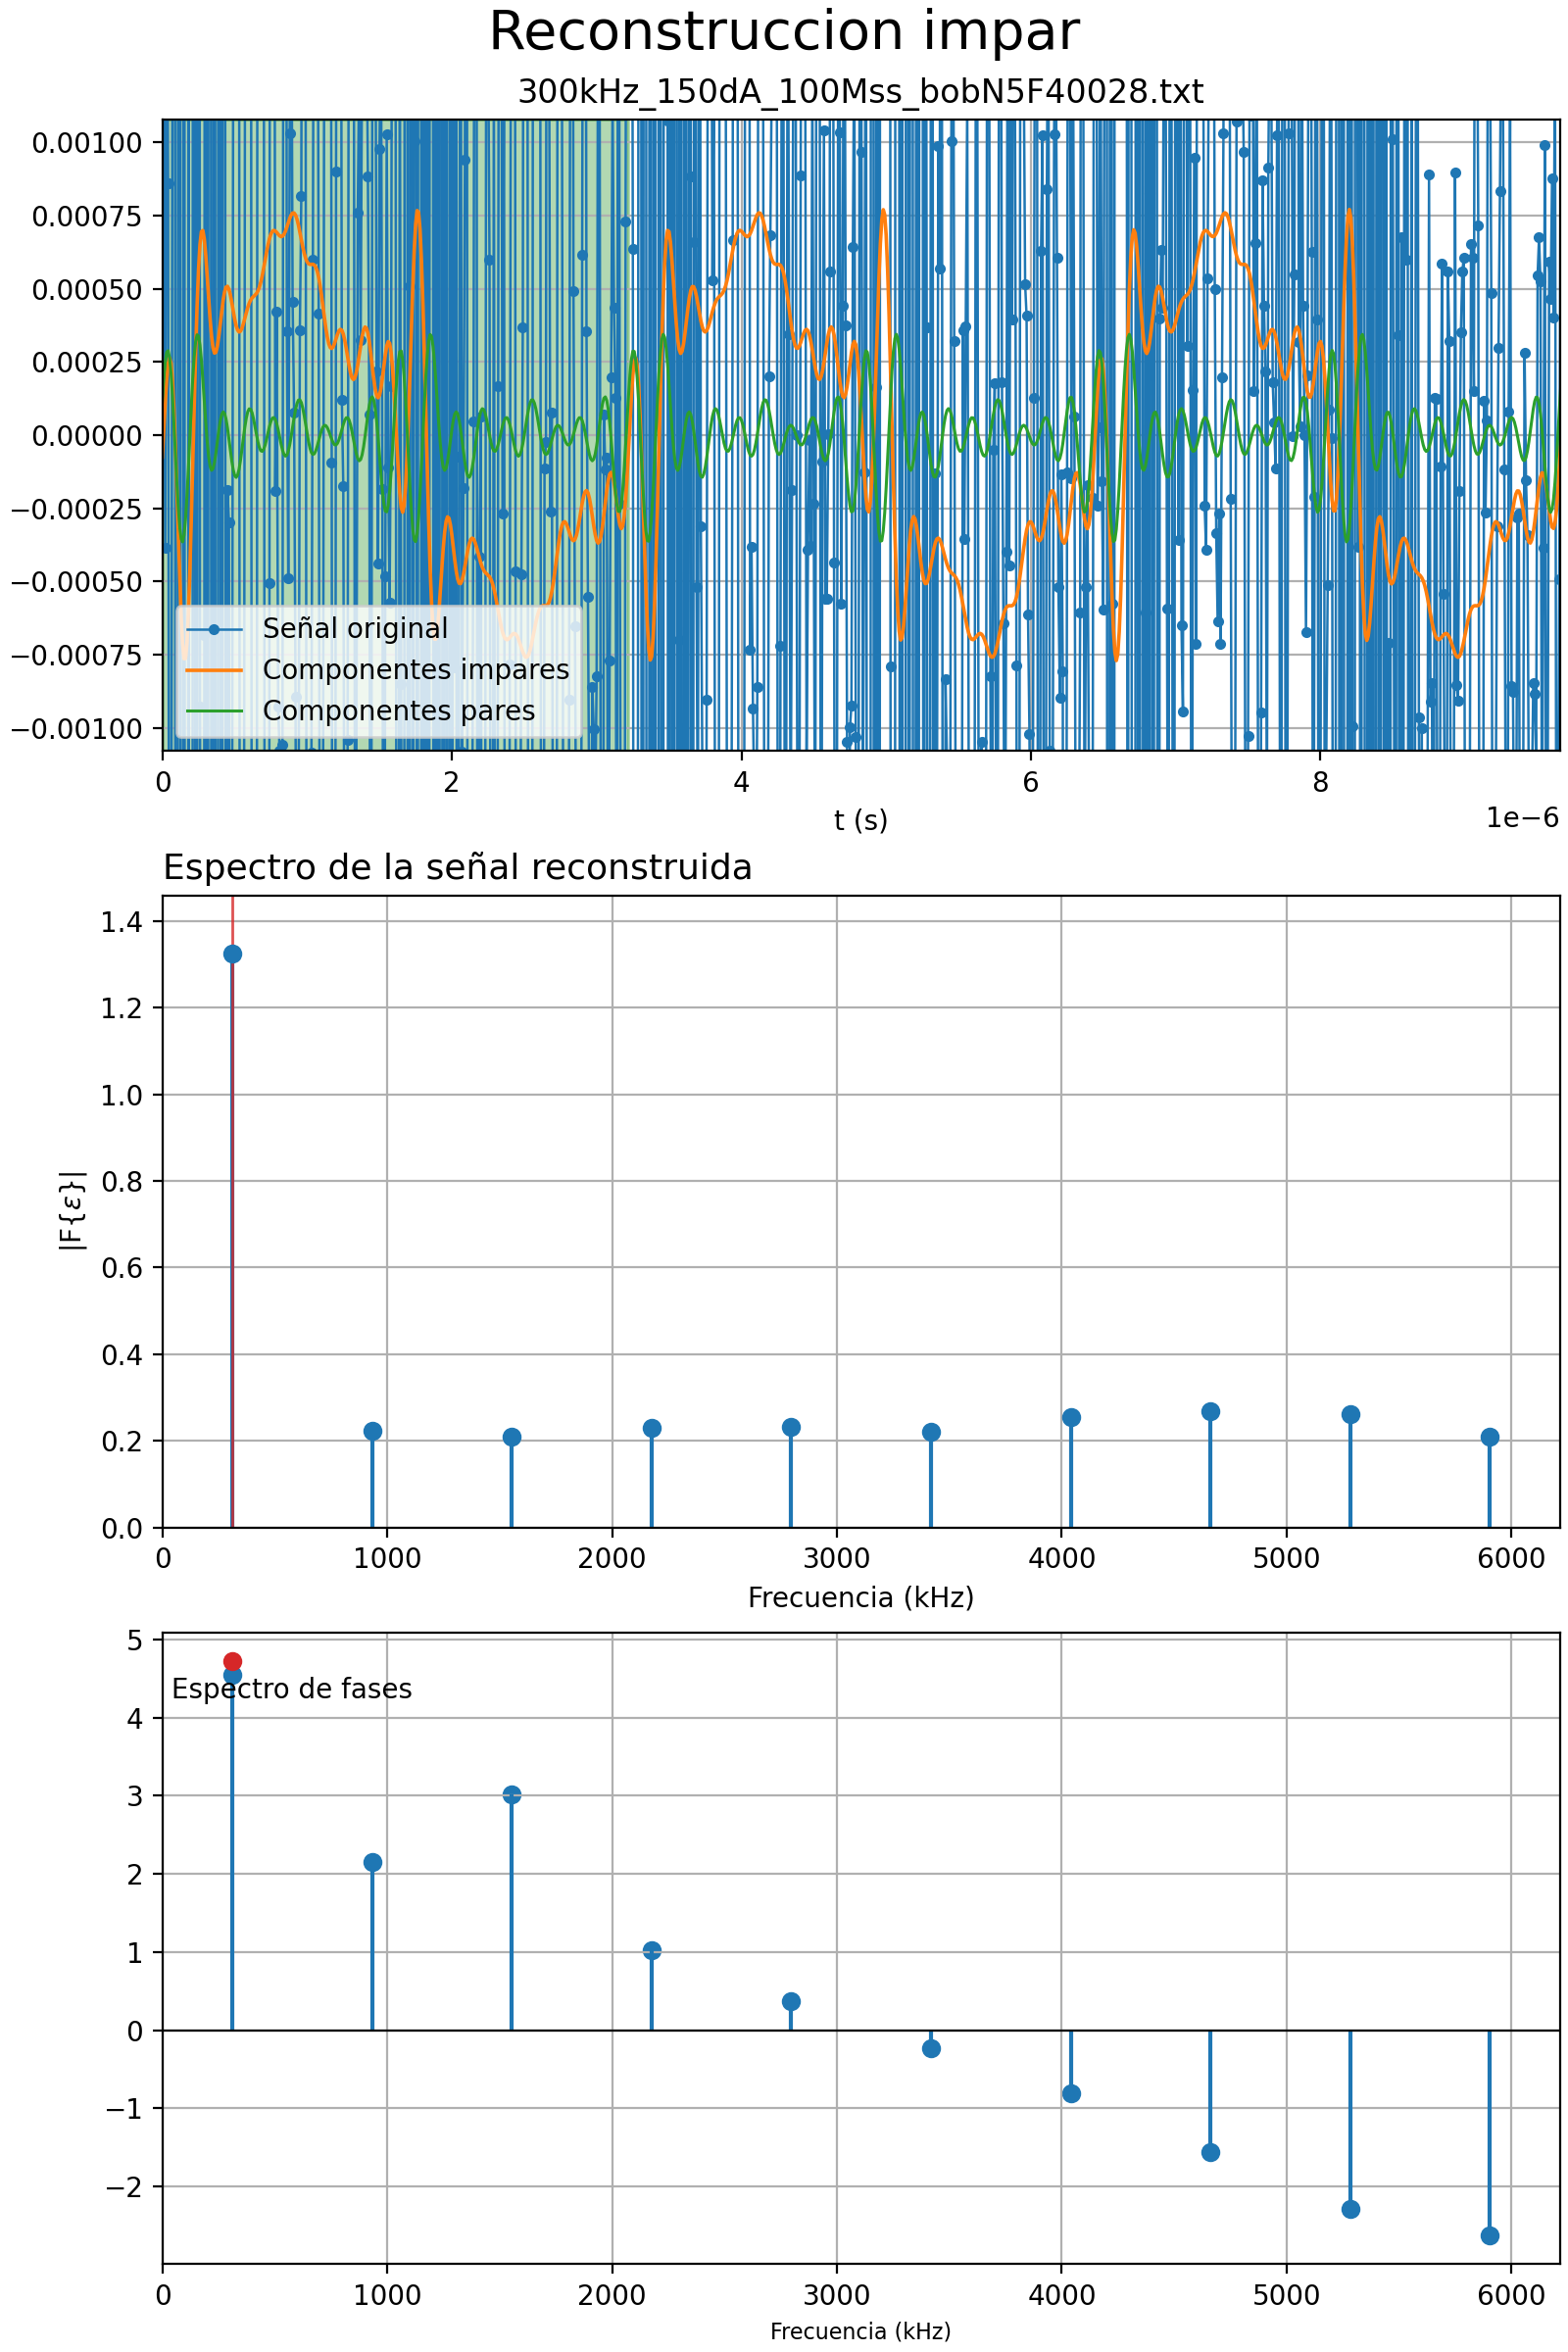 Reconstruccion impar
300kHz_150dA_100Mss_bobN5F40028.txt
0.00100
0.00075
0.00050
0.00025
0.00000
−0.00025
−0.00050
−0.00075
−0.00100
Señal original
Componentes impares
Componentes pares
0 2 4 6 8
t (s)
1e−6
Espectro de la señal reconstruida
1.4
1.2
1.0
0.8
0.6
0.4
0.2
0.0
|F{ε}|
0 1000 2000 3000 4000 5000 6000
Frecuencia (kHz)
5
Espectro de fases
4
3
2
1
0
−1
−2
0 1000 2000 3000 4000 5000 6000
Frecuencia (kHz)